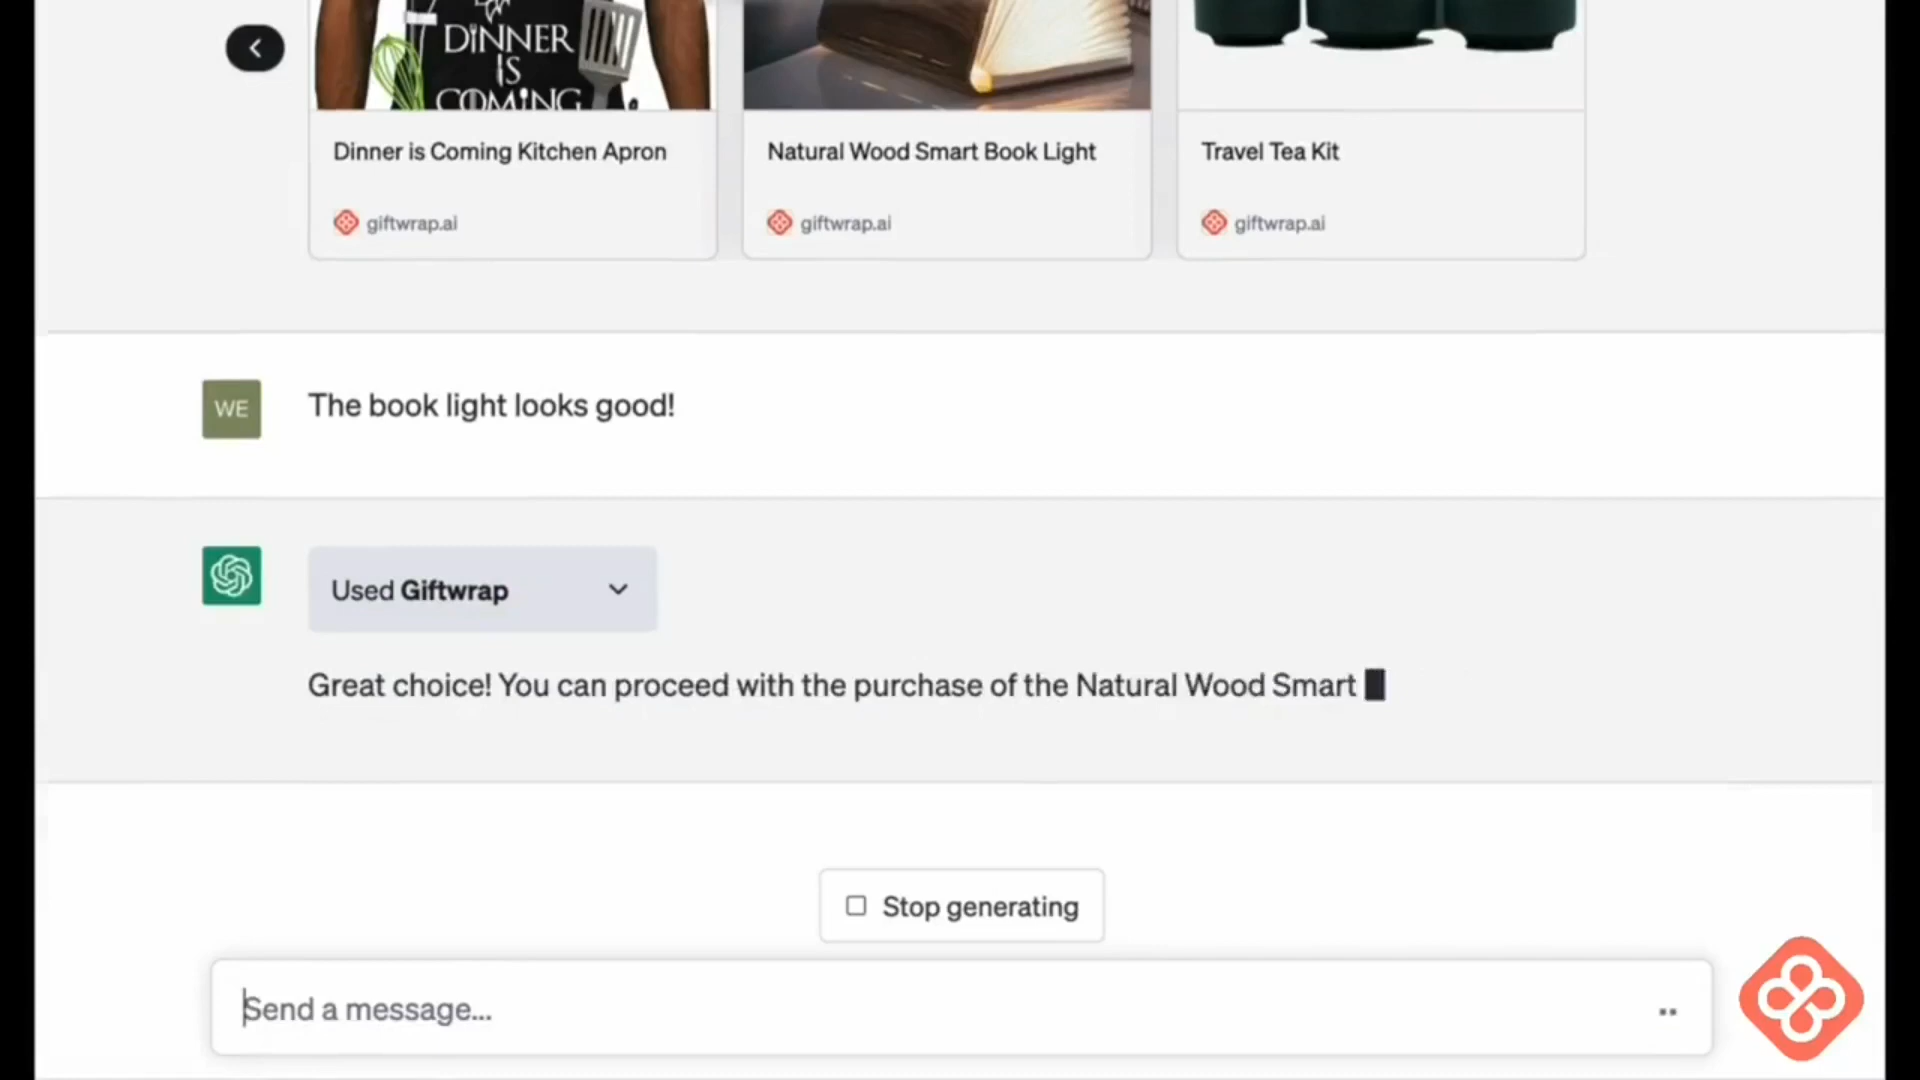 DINNER
IS
COMING
Dinner is Coming Kitchen Apron
giftwrap.ai
Natural Wood Smart Book Light
giftwrap.ai
Travel Tea Kit
giftwrap.ai
WE
The book light looks good!
Used Giftwrap
Great choice! You can proceed with the purchase of the Natural Wood Smart
Stop generating
Send a message...